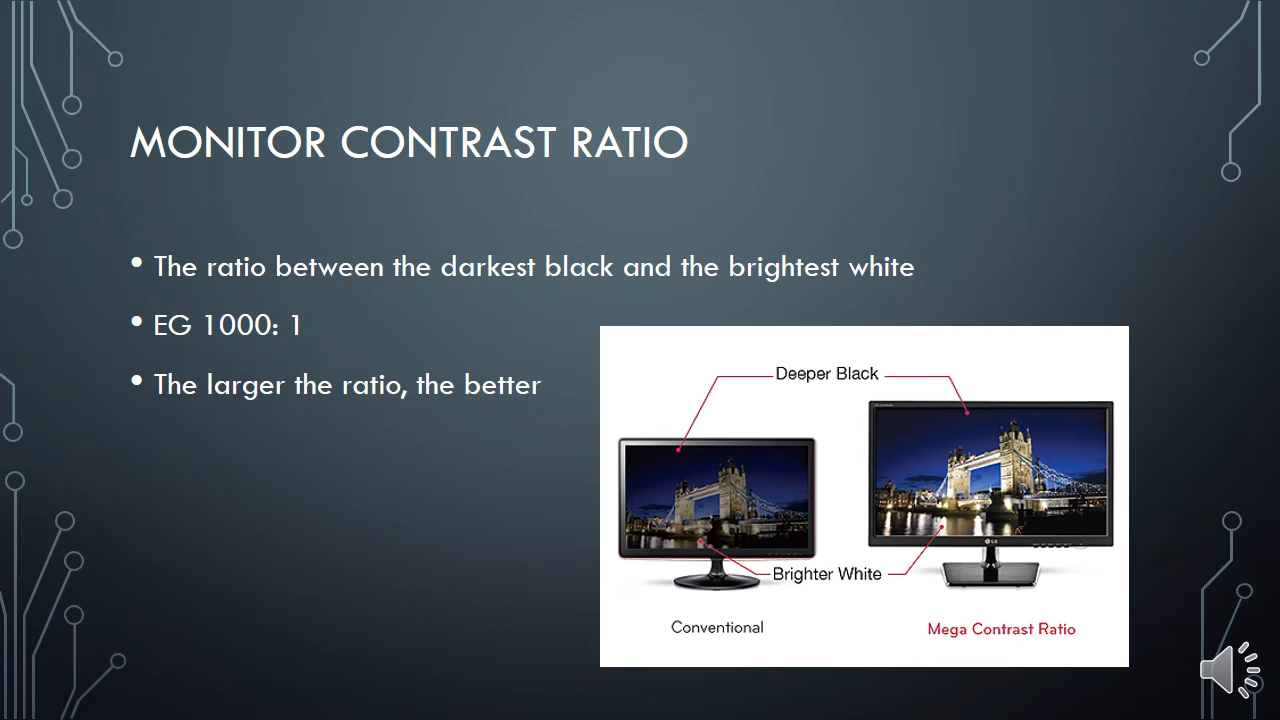 MONITOR CONTRAST RATIO
• The ratio between the darkest black and the brightest white
• EG 1000: 1
• The larger the ratio, the better
Deeper Black
LG
Brighter White
Conventional
Mega Contrast Ratio